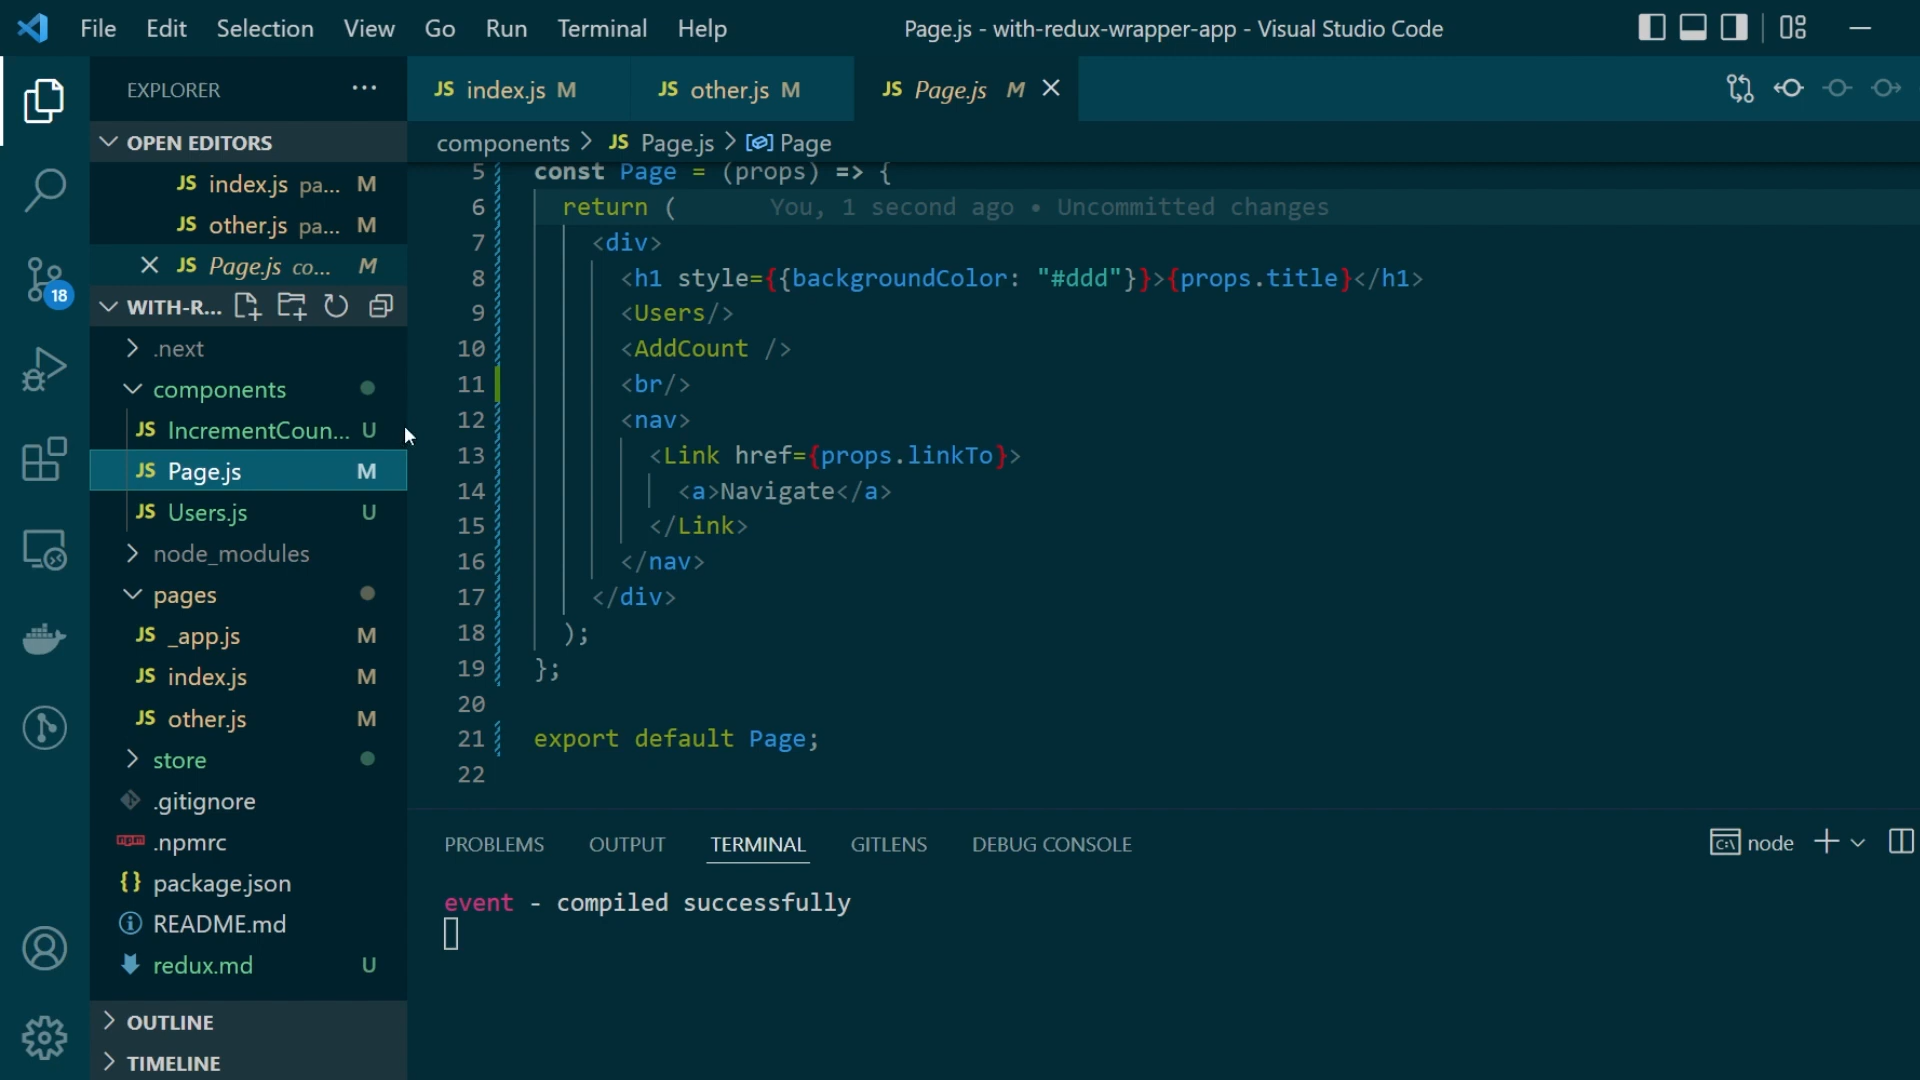 File Edit Selection View Go Run Terminal Help Page.js - with-redux-wrapper-app - Visual Studio Code
EXPLORER ...
JS index.js M JS other.js M JS Page.js M
OPEN EDITORS
components > JS Page.js > Page
JS index.js pa... M
JS other.js pa... M
JS Page.js co... M
18
WITH-R...
.next
components
JS IncrementCoun... U
JS Page.js M
JS Users.js U
node_modules
pages
JS _app.js M
JS index.js M
JS other.js M
store
.gitignore
.npmrc
{} package.json
README.md
redux.md U
OUTLINE
TIMELINE
5 const Page = (props) => {
6 return ( You, 1 second ago • Uncommitted changes
7 <div>
8 <h1 style={{backgroundColor: "#ddd"}}>{props.title}</h1>
9 <Users/>
10 <AddCount />
11 <br/>
12 <nav>
13 <Link href={props.linkTo}>
14 <a>Navigate</a>
15 </Link>
16 </nav>
17 </div>
18 );
19 };
20
21 export default Page;
22
PROBLEMS OUTPUT TERMINAL GITLENS DEBUG CONSOLE node
event - compiled successfully